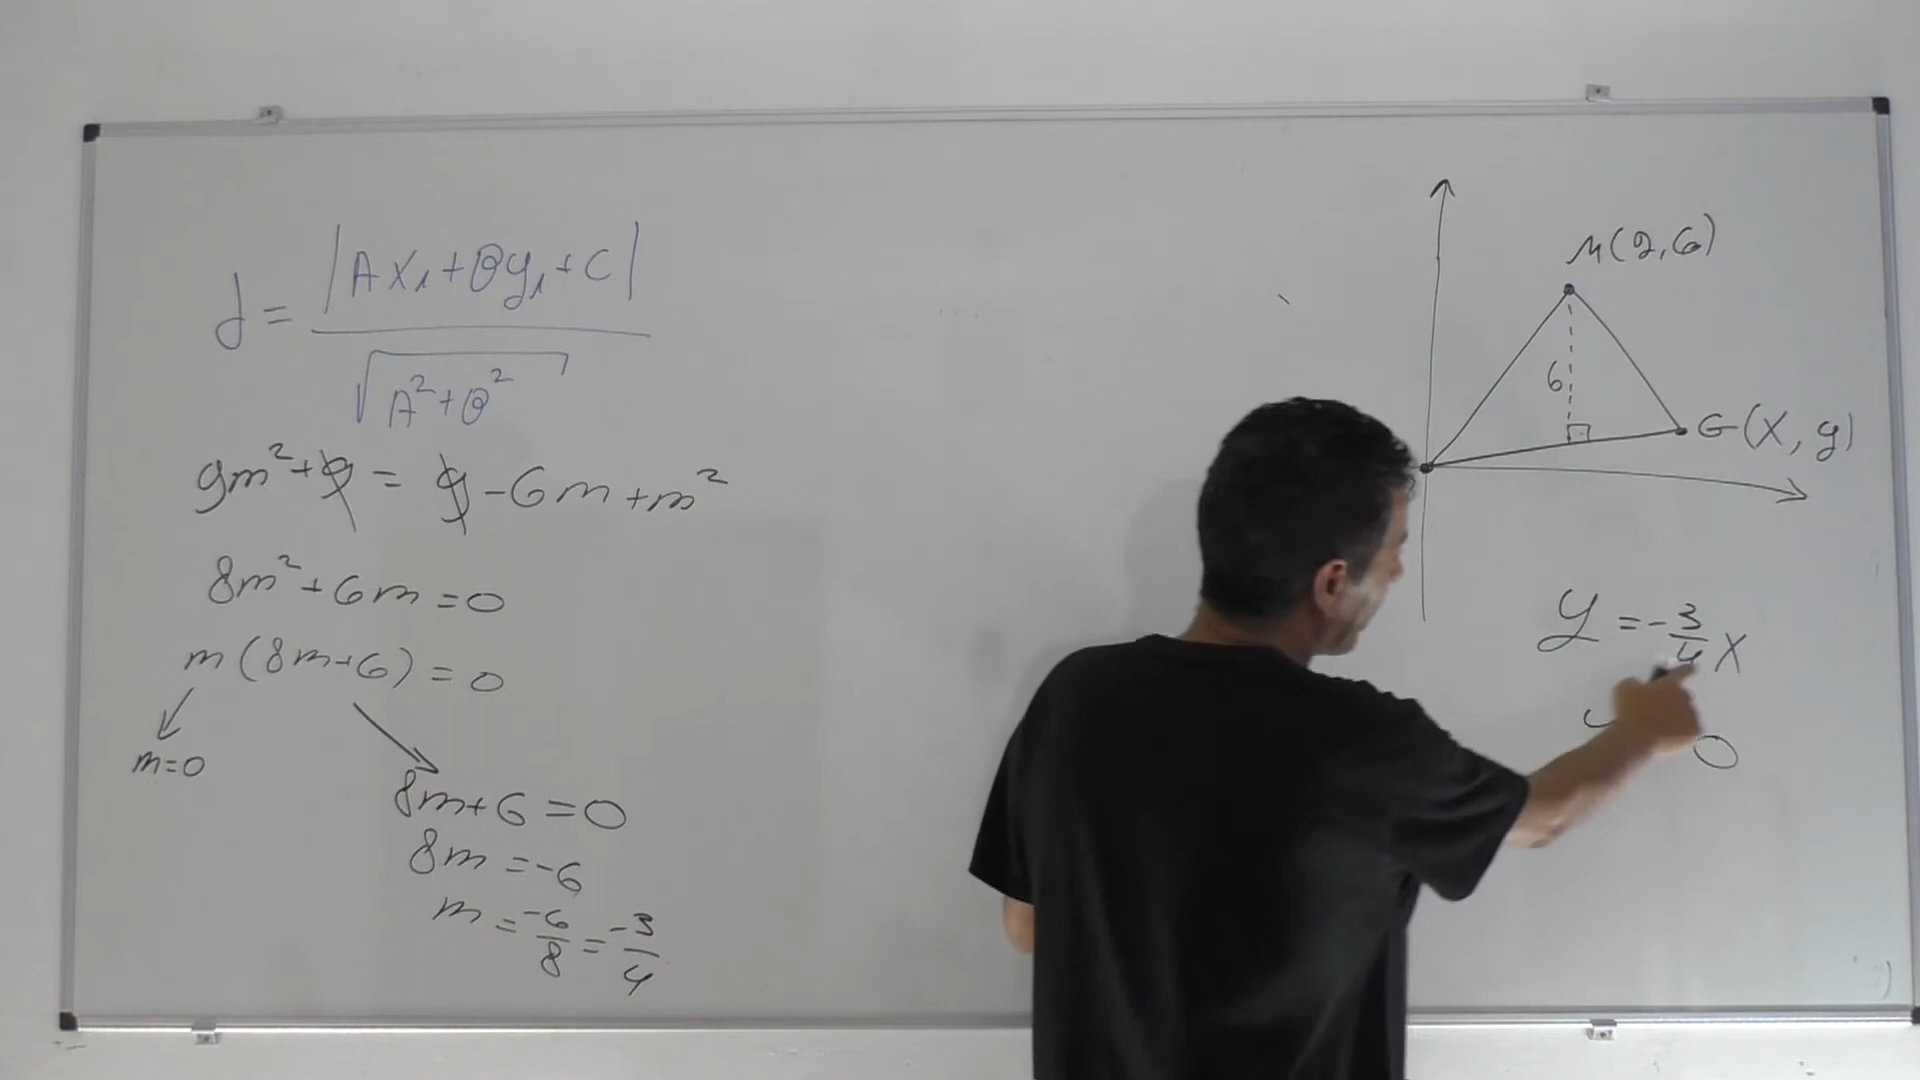 d = |Ax₁+By₁+C| / √(A²+B²)
9m²+9 = 9-6m+m²
8m²+6m=0
m(8m+6)=0
m=0
8m+6=0
8m=-6
m=-6/8=-3/4
M(2,6)
6
G(X,y)
y=-3/4 X
0